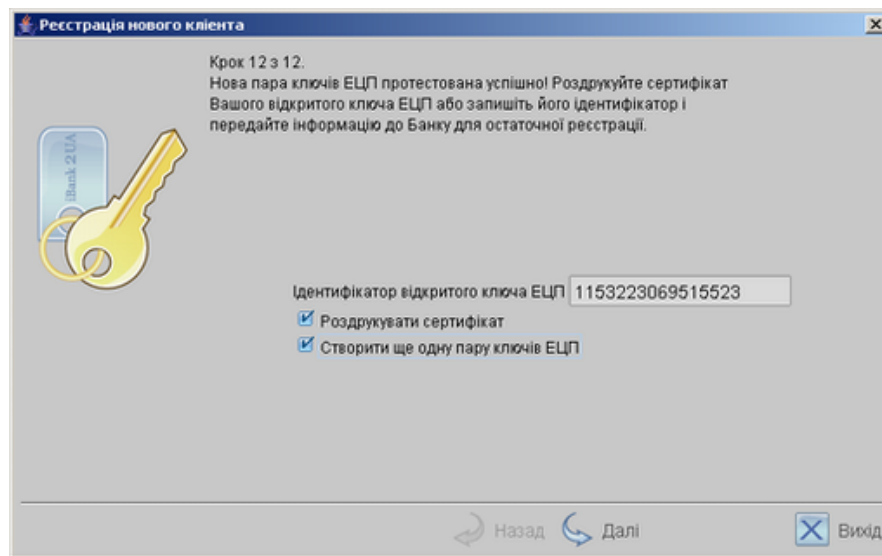 Реєстрація нового клієнта
Крок 12 з 12.
Нова пара ключів ЕЦП протестована успішно! Роздрукуйте сертифікат
Вашого відкритого ключа ЕЦП або запишіть його ідентифікатор і
передайте інформацію до Банку для остаточної реєстрації.
iBank 2 UA
Ідентифікатор відкритого ключа ЕЦП 1153223069515523
Роздрукувати сертифікат
Створити ще одну пару ключів ЕЦП
Назад Далі Вихід